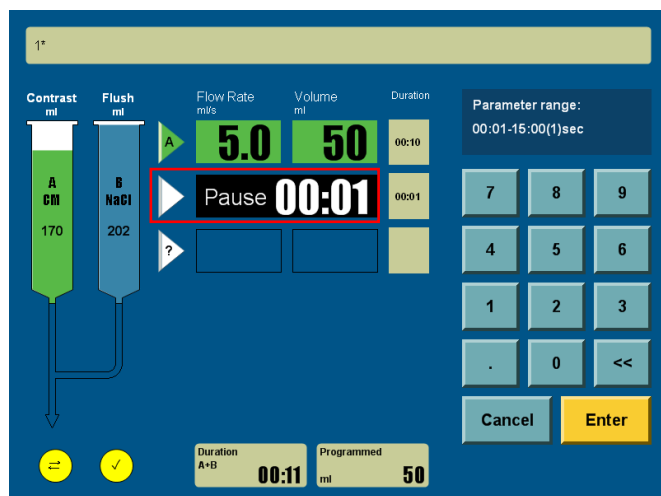 1*
Contrast
ml
Flush
ml
Flow Rate
ml/s
Volume
ml
Duration
Parameter range:
00:01-15:00(1)sec
A
5.0
50
00:10
A
CM
170
B
NaCl
202
Pause 00:01
00:01
?
7 8 9
4 5 6
1 2 3
. 0 <<
Cancel Enter
Duration
A+B
00:11
Programmed
ml
50